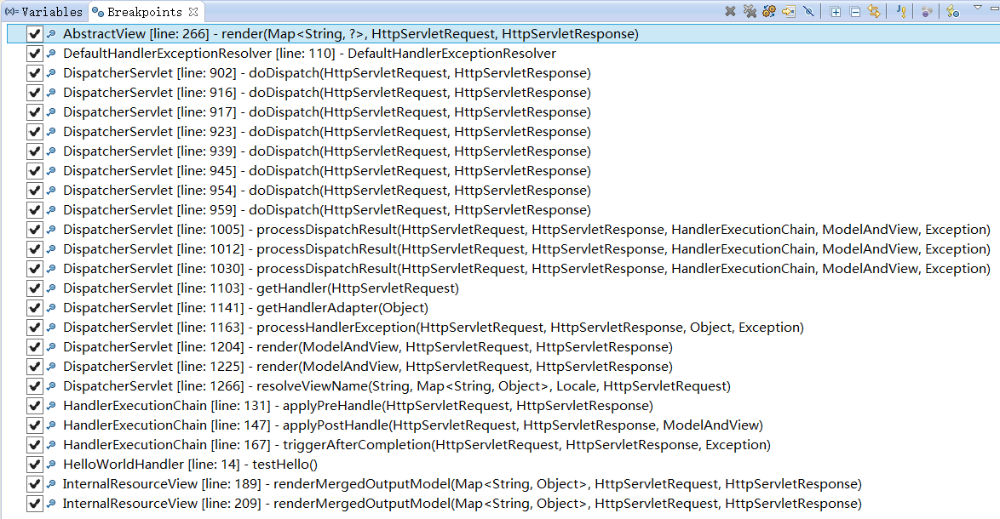 (x)= Variables Breakpoints
AbstractView [line: 266] - render(Map<String, ?>, HttpServletRequest, HttpServletResponse)
DefaultHandlerExceptionResolver [line: 110] - DefaultHandlerExceptionResolver
DispatcherServlet [line: 902] - doDispatch(HttpServletRequest, HttpServletResponse)
DispatcherServlet [line: 916] - doDispatch(HttpServletRequest, HttpServletResponse)
DispatcherServlet [line: 917] - doDispatch(HttpServletRequest, HttpServletResponse)
DispatcherServlet [line: 923] - doDispatch(HttpServletRequest, HttpServletResponse)
DispatcherServlet [line: 939] - doDispatch(HttpServletRequest, HttpServletResponse)
DispatcherServlet [line: 945] - doDispatch(HttpServletRequest, HttpServletResponse)
DispatcherServlet [line: 954] - doDispatch(HttpServletRequest, HttpServletResponse)
DispatcherServlet [line: 959] - doDispatch(HttpServletRequest, HttpServletResponse)
DispatcherServlet [line: 1005] - processDispatchResult(HttpServletRequest, HttpServletResponse, HandlerExecutionChain, ModelAndView, Exception)
DispatcherServlet [line: 1012] - processDispatchResult(HttpServletRequest, HttpServletResponse, HandlerExecutionChain, ModelAndView, Exception)
DispatcherServlet [line: 1030] - processDispatchResult(HttpServletRequest, HttpServletResponse, HandlerExecutionChain, ModelAndView, Exception)
DispatcherServlet [line: 1103] - getHandler(HttpServletRequest)
DispatcherServlet [line: 1141] - getHandlerAdapter(Object)
DispatcherServlet [line: 1163] - processHandlerException(HttpServletRequest, HttpServletResponse, Object, Exception)
DispatcherServlet [line: 1204] - render(ModelAndView, HttpServletRequest, HttpServletResponse)
DispatcherServlet [line: 1225] - render(ModelAndView, HttpServletRequest, HttpServletResponse)
DispatcherServlet [line: 1266] - resolveViewName(String, Map<String, Object>, Locale, HttpServletRequest)
HandlerExecutionChain [line: 131] - applyPreHandle(HttpServletRequest, HttpServletResponse)
HandlerExecutionChain [line: 147] - applyPostHandle(HttpServletRequest, HttpServletResponse, ModelAndView)
HandlerExecutionChain [line: 167] - triggerAfterCompletion(HttpServletRequest, HttpServletResponse, Exception)
HelloWorldHandler [line: 14] - testHello()
InternalResourceView [line: 189] - renderMergedOutputModel(Map<String, Object>, HttpServletRequest, HttpServletResponse)
InternalResourceView [line: 209] - renderMergedOutputModel(Map<String, Object>, HttpServletRequest, HttpServletResponse)